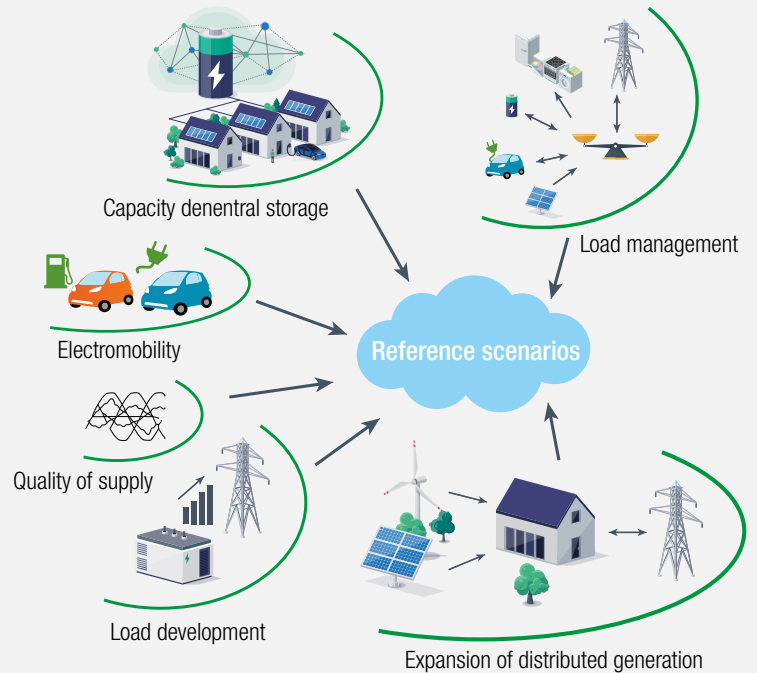 Capacity denentral storage
Load management
Electromobility
Reference scenarios
Quality of supply
Load development
Expansion of distributed generation